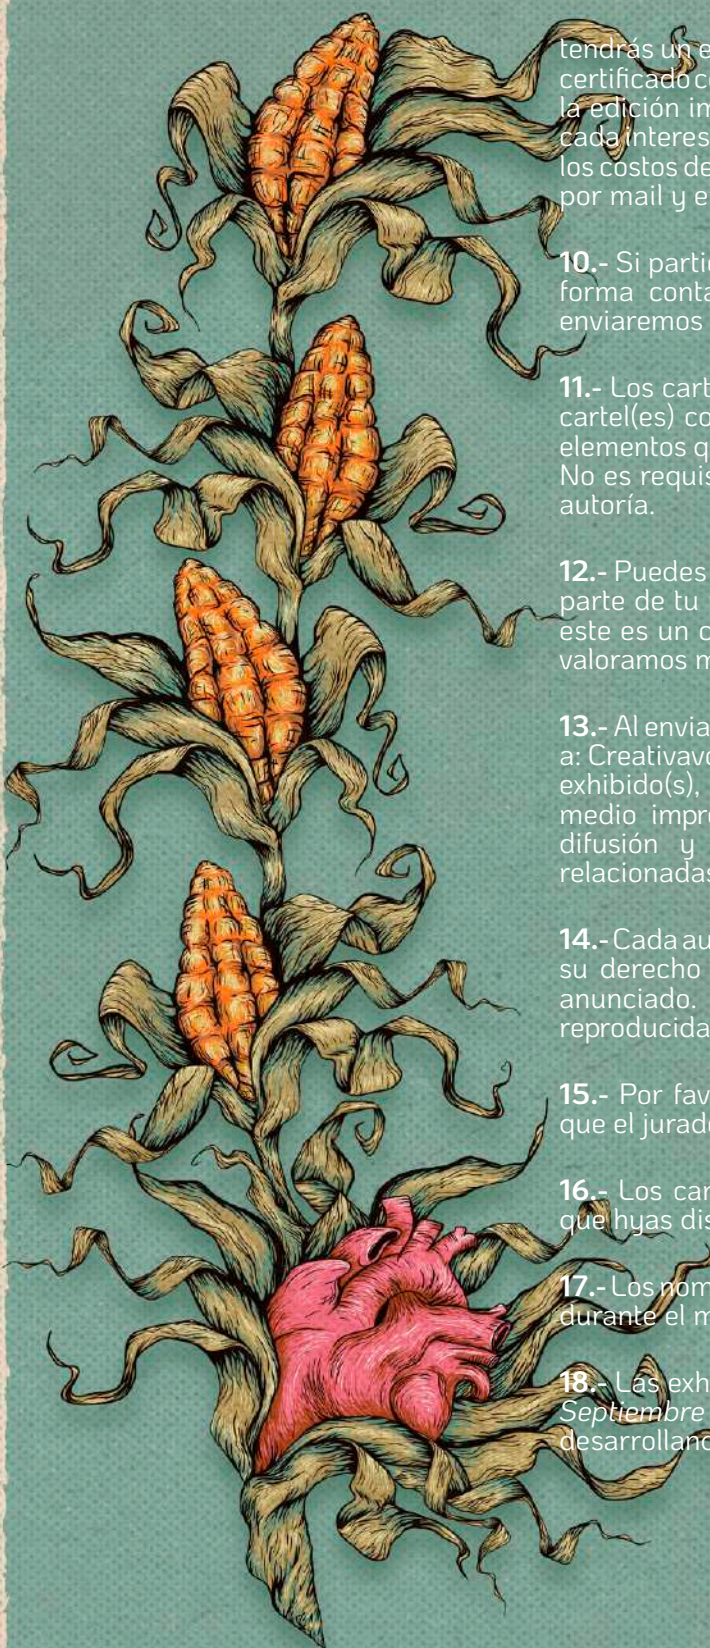 tendrás un e
certificado c
la edición im
cada interes
los costos de
por mail y e
10.- Si partic
forma conta
enviaremos
11.- Los cart
cartel(es) co
elementos q
No es requis
autoría.
12.- Puedes
parte de tu
este es un c
valoramos m
13.- Al envia
a: Creativavo
exhibido(s),
medio impre
difusión y
relacionadas
14.- Cada au
su derecho
anunciado.
reproducida
15.- Por fav
que el jurado
16.- Los car
que hyas dis
17.- Los nom
durante el m
18.- Las exh
Septiembre
desarrolland